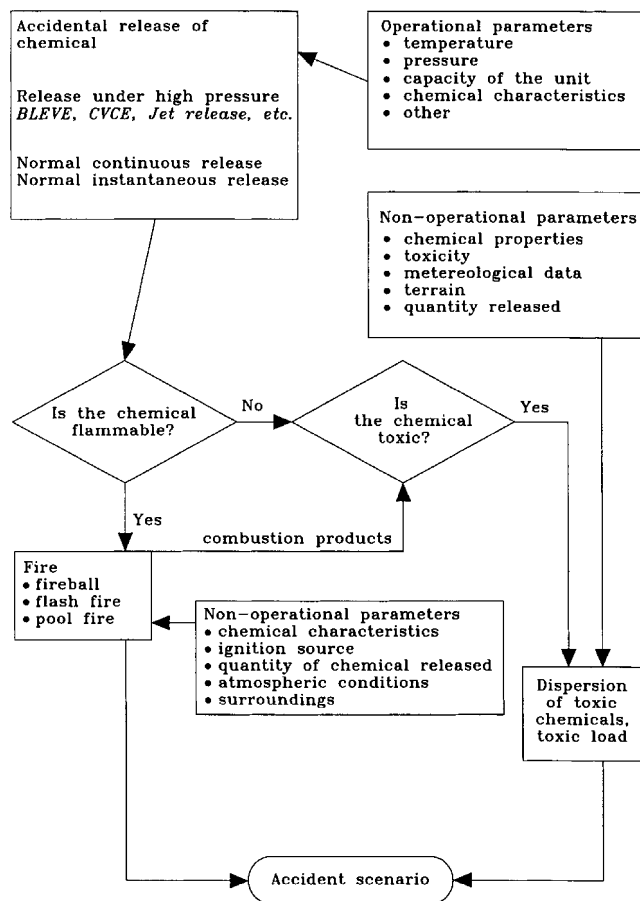 Accidental release of
chemical
Release under high pressure
BLEVE, CVCE, Jet release, etc.
Normal continuous release
Normal instantaneous release
Operational parameters
• temperature
• pressure
• capacity of the unit
• chemical characteristics
• other
Non-operational parameters
• chemical properties
• toxicity
• metereological data
• terrain
• quantity released
Is the chemical
flammable?
No
Is
the chemical
toxic?
Yes
Yes
combustion products
Fire
• fireball
• flash fire
• pool fire
Non-operational parameters
• chemical characteristics
• ignition source
• quantity of chemical released
• atmospheric conditions
• surroundings
Dispersion
of toxic
chemicals,
toxic load
Accident scenario